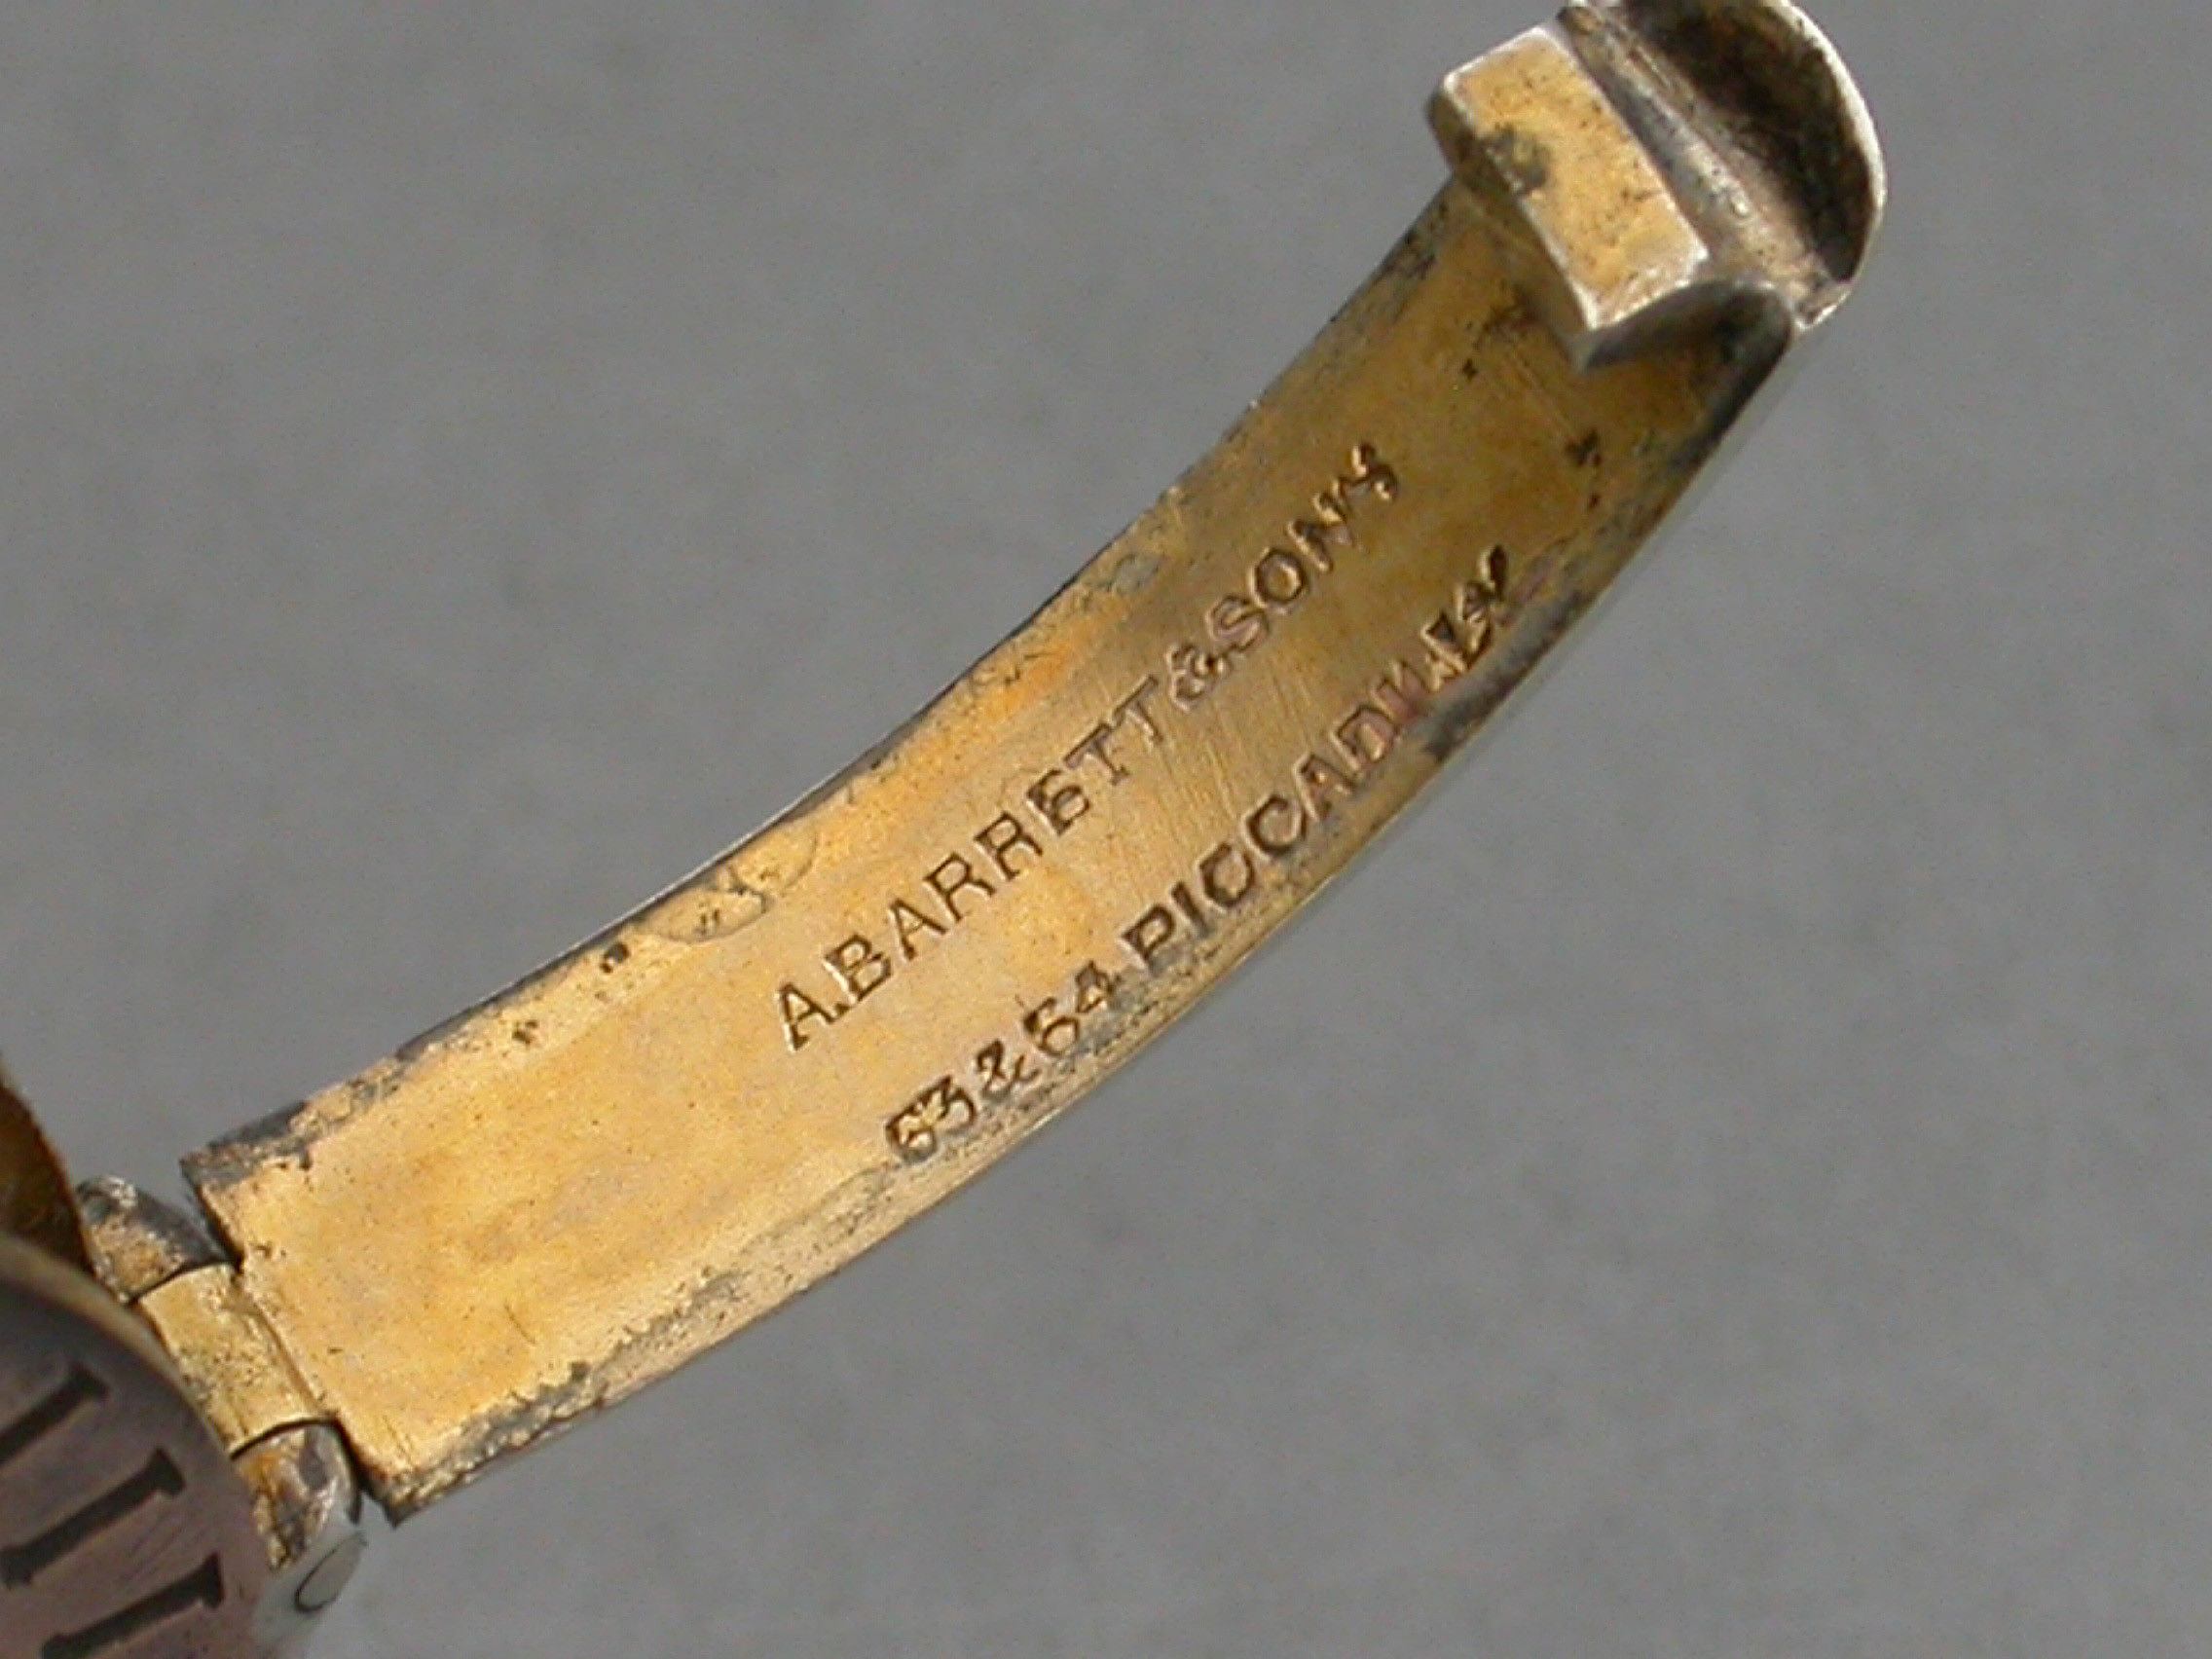 A.BARRETT & SONS
63 & 64 PICCADILLY